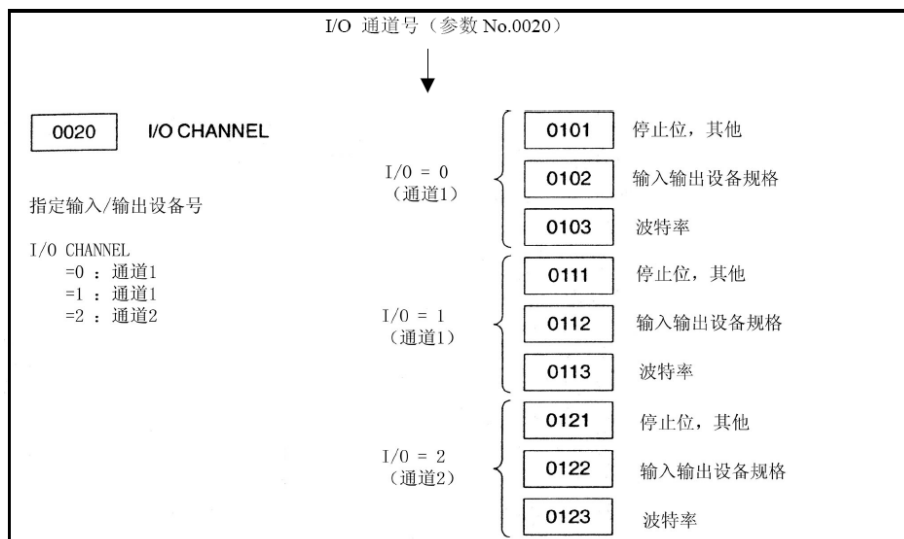 I/O 通道号（参数 No.0020）
0020 I/O CHANNEL
指定输入/输出设备号
I/O CHANNEL
=0 ：通道1
=1 ：通道1
=2 ：通道2
I/O = 0
（通道1）
0101 停止位，其他
0102 输入输出设备规格
0103 波特率
I/O = 1
（通道1）
0111 停止位，其他
0112 输入输出设备规格
0113 波特率
I/O = 2
（通道2）
0121 停止位，其他
0122 输入输出设备规格
0123 波特率